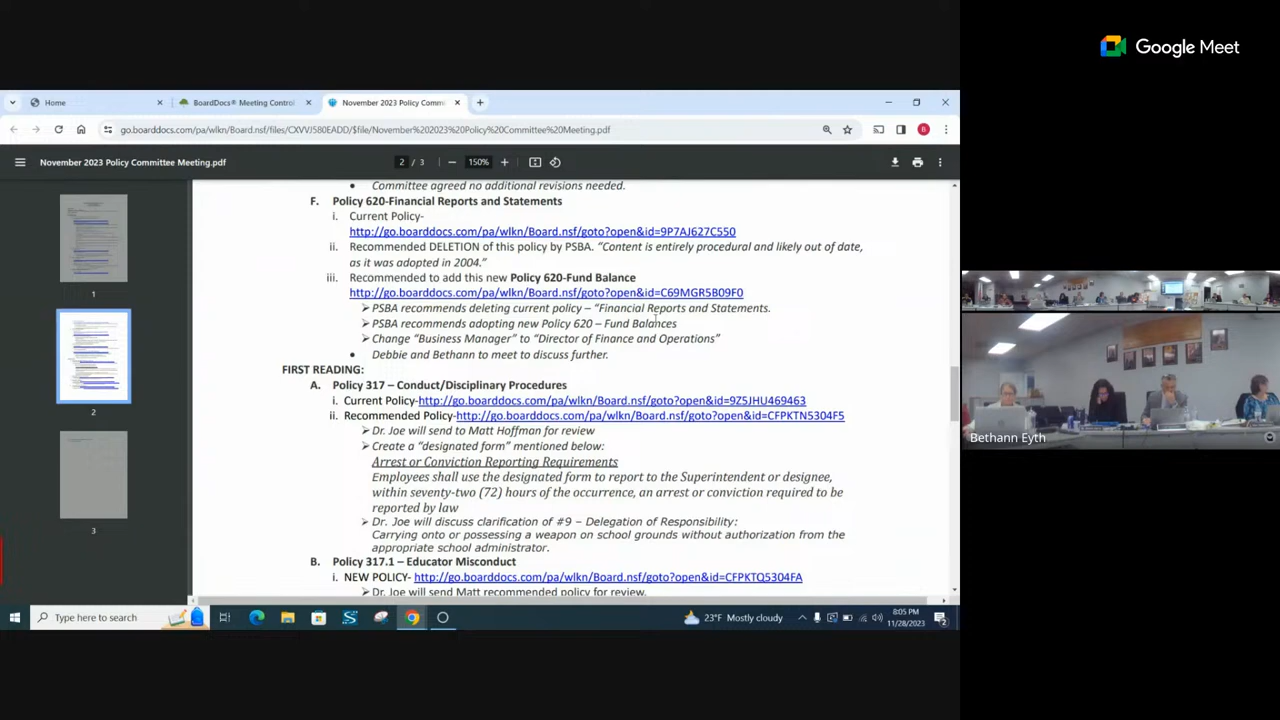 Google Meet
Home
BoardDocs® Meeting Control
November 2023 Policy Comm
go.boarddocs.com/pa/wlkn/Board.nsf/files/CXVVJ580EADD/$file/November%202023%20Policy%20Committee%20Meeting.pdf
B
November 2023 Policy Committee Meeting.pdf
2 / 3
150%
1
2
3
• Committee agreed no additional revisions needed.
F. Policy 620-Financial Reports and Statements
i. Current Policy-
http://go.boarddocs.com/pa/wlkn/Board.nsf/goto?open&id=9P7AJ627C550
ii. Recommended DELETION of this policy by PSBA. “Content is entirely procedural and likely out of date,
as it was adopted in 2004.”
iii. Recommended to add this new Policy 620-Fund Balance
http://go.boarddocs.com/pa/wlkn/Board.nsf/goto?open&id=C69MGR5B09F0
➢ PSBA recommends deleting current policy – “Financial Reports and Statements.
➢ PSBA recommends adopting new Policy 620 – Fund Balances
➢ Change “Business Manager” to “Director of Finance and Operations”
• Debbie and Bethann to meet to discuss further.
FIRST READING:
A. Policy 317 – Conduct/Disciplinary Procedures
i. Current Policy-http://go.boarddocs.com/pa/wlkn/Board.nsf/goto?open&id=9Z5JHU469463
ii. Recommended Policy-http://go.boarddocs.com/pa/wlkn/Board.nsf/goto?open&id=CFPKTN5304F5
➢ Dr. Joe will send to Matt Hoffman for review
➢ Create a “designated form” mentioned below:
Arrest or Conviction Reporting Requirements
Employees shall use the designated form to report to the Superintendent or designee,
within seventy-two (72) hours of the occurrence, an arrest or conviction required to be
reported by law
➢ Dr. Joe will discuss clarification of #9 – Delegation of Responsibility:
Carrying onto or possessing a weapon on school grounds without authorization from the
appropriate school administrator.
B. Policy 317.1 – Educator Misconduct
i. NEW POLICY- http://go.boarddocs.com/pa/wlkn/Board.nsf/goto?open&id=CFPKTQ5304FA
➢ Dr. Joe will send Matt recommended policy for review.
Bethann Eyth
Type here to search
23°F Mostly cloudy
8:05 PM
11/28/2023
2